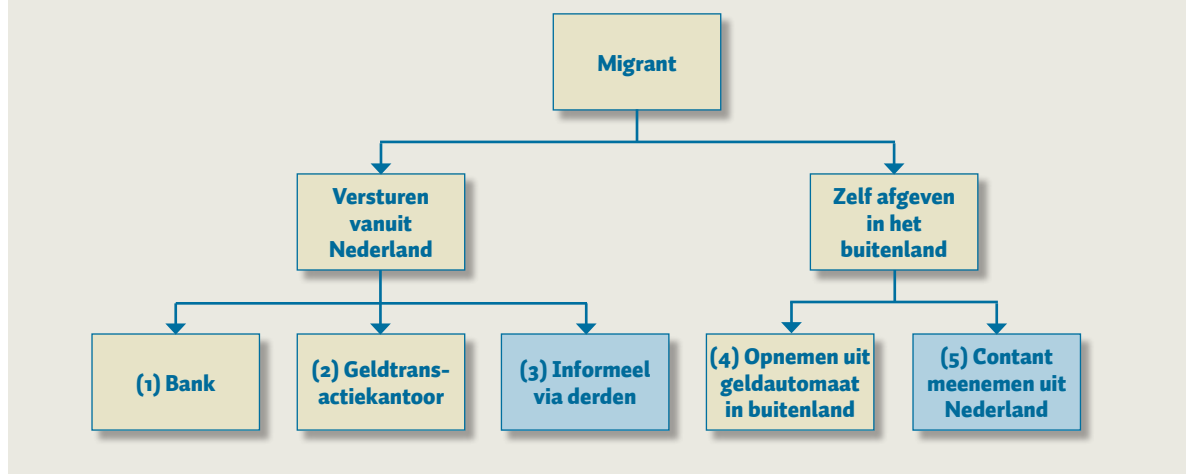 Migrant
Versturen
vanuit
Nederland
Zelf afgeven
in het
buitenland
(1) Bank
(2) Geldtrans-
actiekantoor
(3) Informeel
via derden
(4) Opnemen uit
geldautomaat
in buitenland
(5) Contant
meenemen uit
Nederland